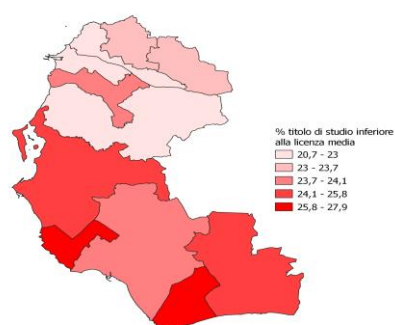 % titolo di studio inferiore
alla licenza media
20,7 - 23
23 - 23,7
23,7 - 24,1
24,1 - 25,8
25,8 - 27,9